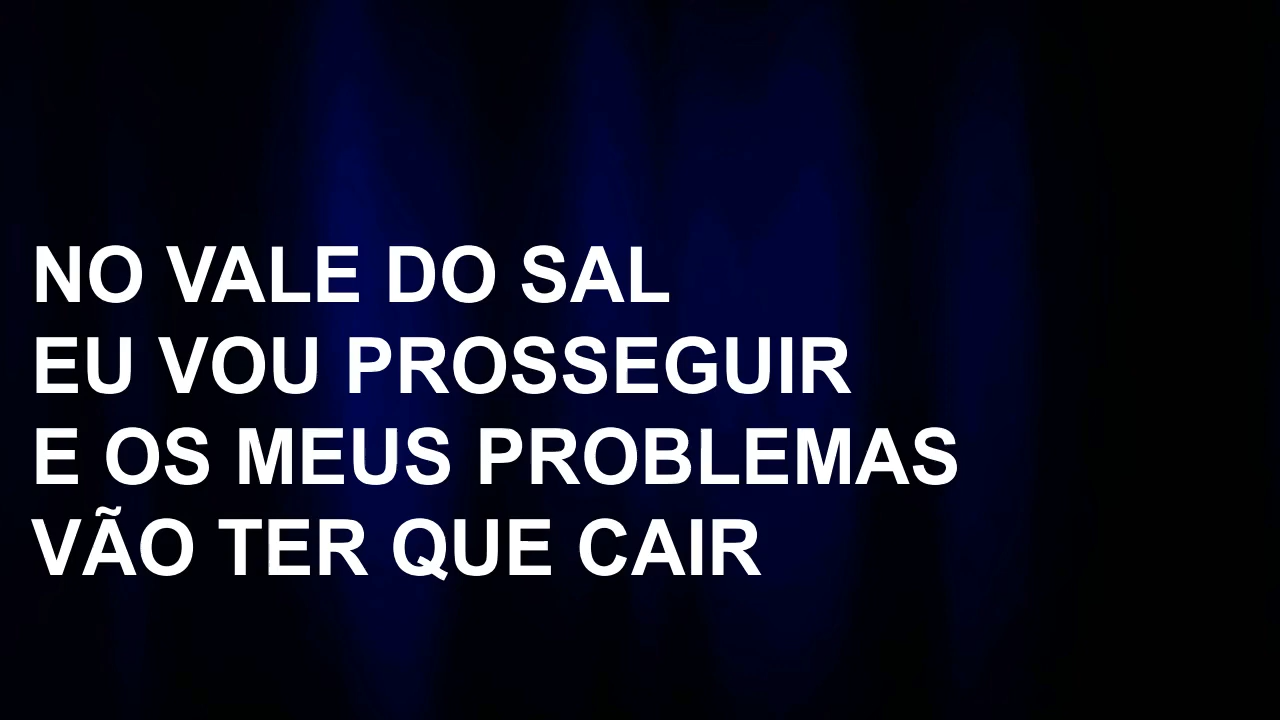 NO VALE DO SAL
EU VOU PROSSEGUIR
E OS MEUS PROBLEMAS
VÃO TER QUE CAIR